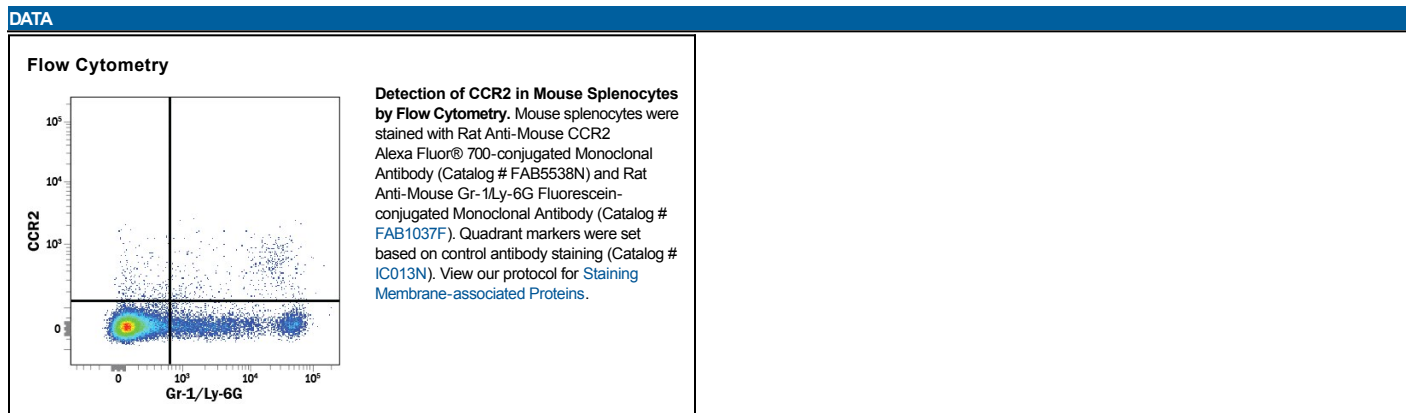 DATA
Flow Cytometry
10⁵
10⁴
10³
0
CCR2
0
10³
10⁴
10⁵
Gr-1/Ly-6G
Detection of CCR2 in Mouse Splenocytes
by Flow Cytometry. Mouse splenocytes were
stained with Rat Anti-Mouse CCR2
Alexa Fluor® 700-conjugated Monoclonal
Antibody (Catalog # FAB5538N) and Rat
Anti-Mouse Gr-1/Ly-6G Fluorescein-
conjugated Monoclonal Antibody (Catalog #
FAB1037F). Quadrant markers were set
based on control antibody staining (Catalog #
IC013N). View our protocol for Staining
Membrane-associated Proteins.